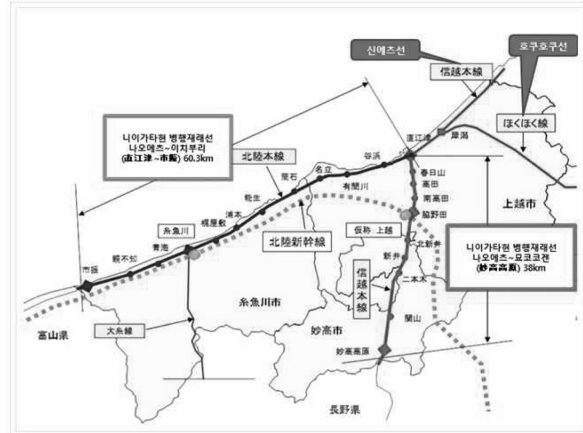 신에츠선
호쿠호쿠선
信越本線
ほくほく線
니이가타현 병행재래선
나오에츠~이치부리
(直江津~市振) 60.3km
直江津
犀潟
北陸本線
谷浜
有間川
名立
筒石
能生
浦本
梶屋敷
糸魚川
青海
親不知
市振
春日山
高田
南高田
脇野田
上越市
北陸新幹線
仮称 上越
北新井
新井
二本木
信越本線
関山
妙高高原
니이가타현 병행재래선
나오에츠~묘코코겐
(妙高高原) 38km
富山県
大糸線
糸魚川市
妙高市
長野県